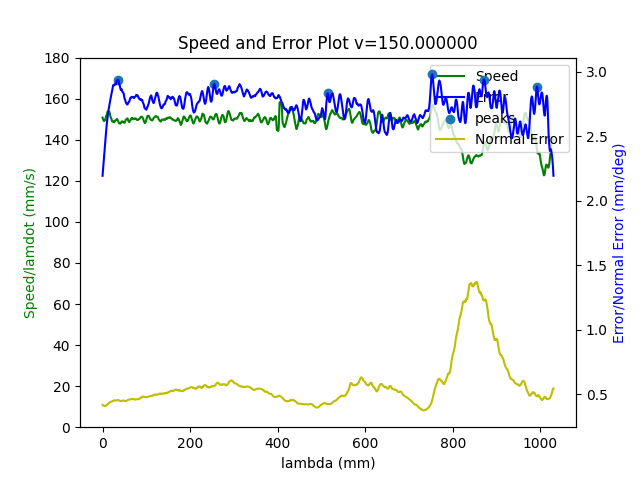 Speed and Error Plot v=150.000000
180
160
140
120
100
80
60
40
20
0
Speed/lamdot (mm/s)
3.0
2.5
2.0
1.5
1.0
0.5
Error/Normal Error (mm/deg)
Speed
Error
peaks
Normal Error
0 200 400 600 800 1000
lambda (mm)